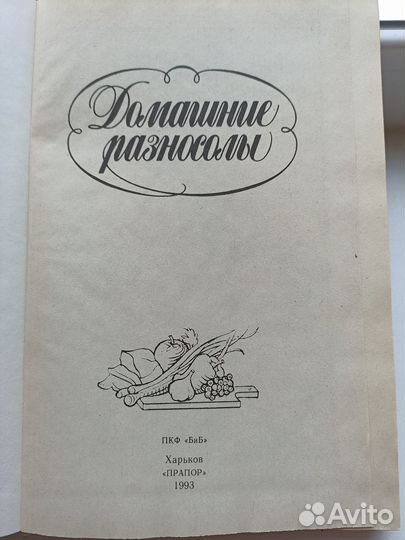 Домашние
разносолы
ПКФ «БиБ»
Харьков
«ПРАПОР»
1993
Avito